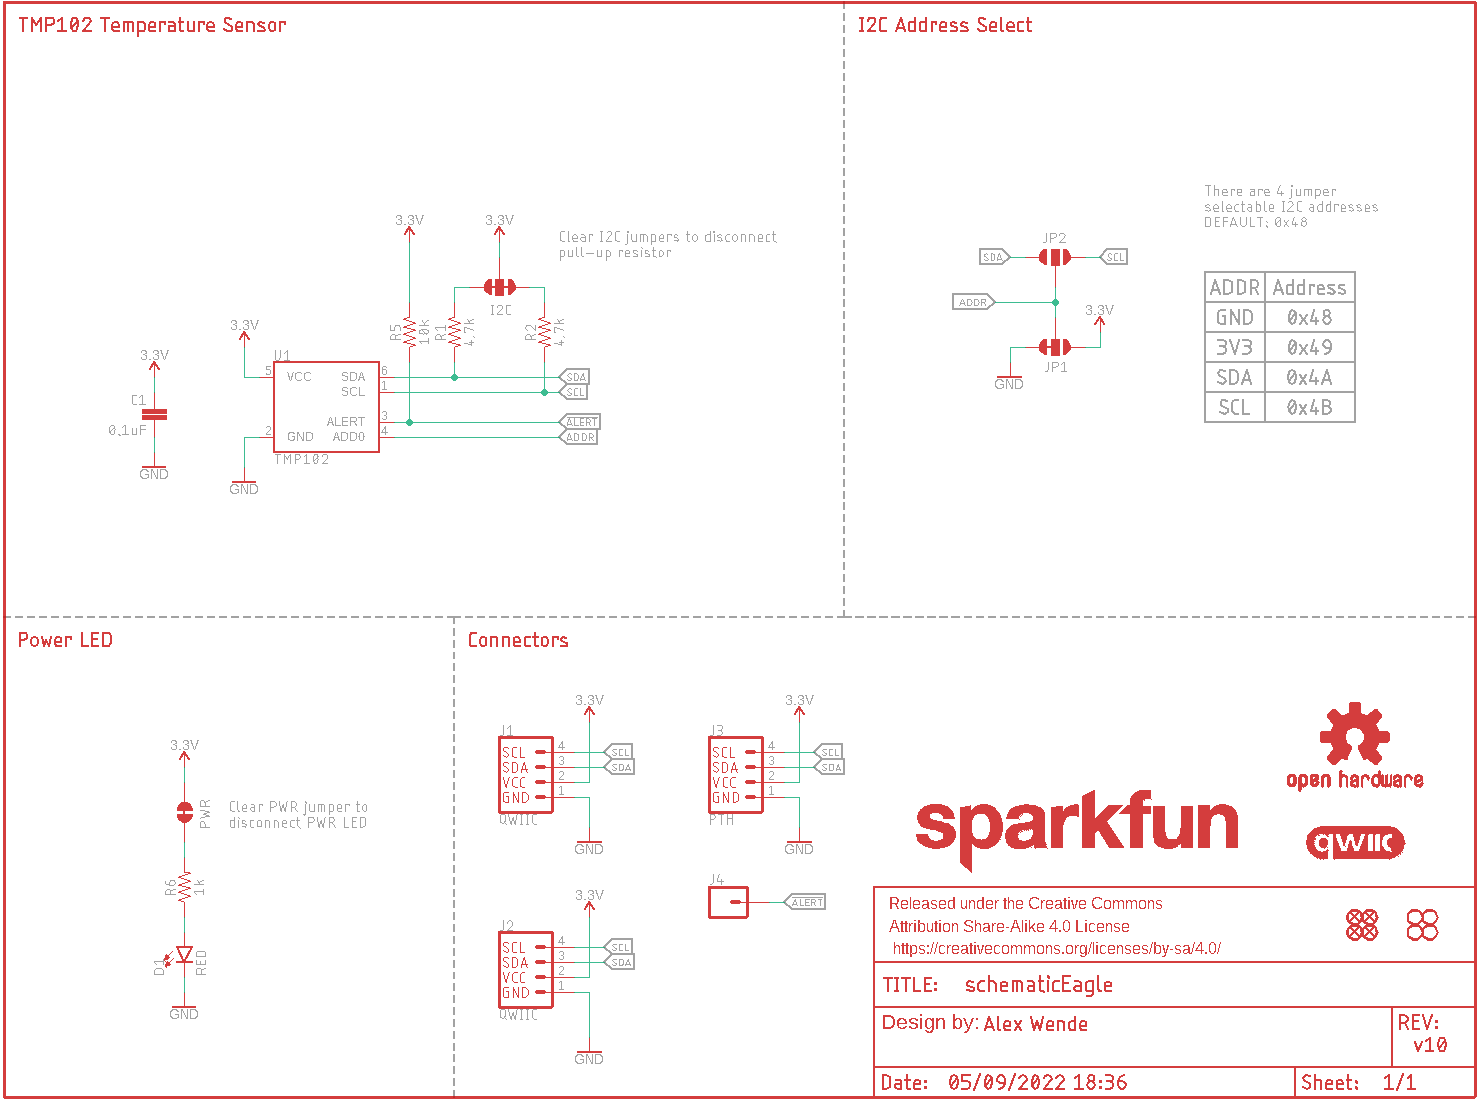 TMP102 Temperature Sensor
3.3V
3.3V
Clear I2C jumpers to disconnect
pull-up resistor
I2C
R5
10k
R1
4.7k
R2
4.7k
3.3V
3.3V
U1
5
VCC
SDA
6
SDA
SCL
1
SCL
C1
0.1uF
ALERT
3
ALERT
2
GND
ADD0
4
ADDR
TMP102
GND
GND
I2C Address Select
There are 4 jumper
selectable I2C addresses
DEFAULT: 0x48
JP2
SDA
SCL
ADDR
3.3V
JP1
GND
ADDR Address
GND 0x48
3V3 0x49
SDA 0x4A
SCL 0x4B
Power LED
3.3V
PWR
Clear PWR jumper to
disconnect PWR LED
R6
1k
D1
RED
GND
Connectors
3.3V
J1
SCL 4 SCL
SDA 3 SDA
VCC 2
GND 1
QWIIC
GND
3.3V
J3
SCL 4 SCL
SDA 3 SDA
VCC 2
GND 1
PTH
GND
3.3V
J2
SCL 4 SCL
SDA 3 SDA
VCC 2
GND 1
QWIIC
GND
J4
ALERT
open hardware
sparkfun
qwiic
Released under the Creative Commons
Attribution Share-Alike 4.0 License
https://creativecommons.org/licenses/by-sa/4.0/
TITLE: schematicEagle
Design by: Alex Wende
REV:
v10
Date: 05/09/2022 18:36
Sheet: 1/1